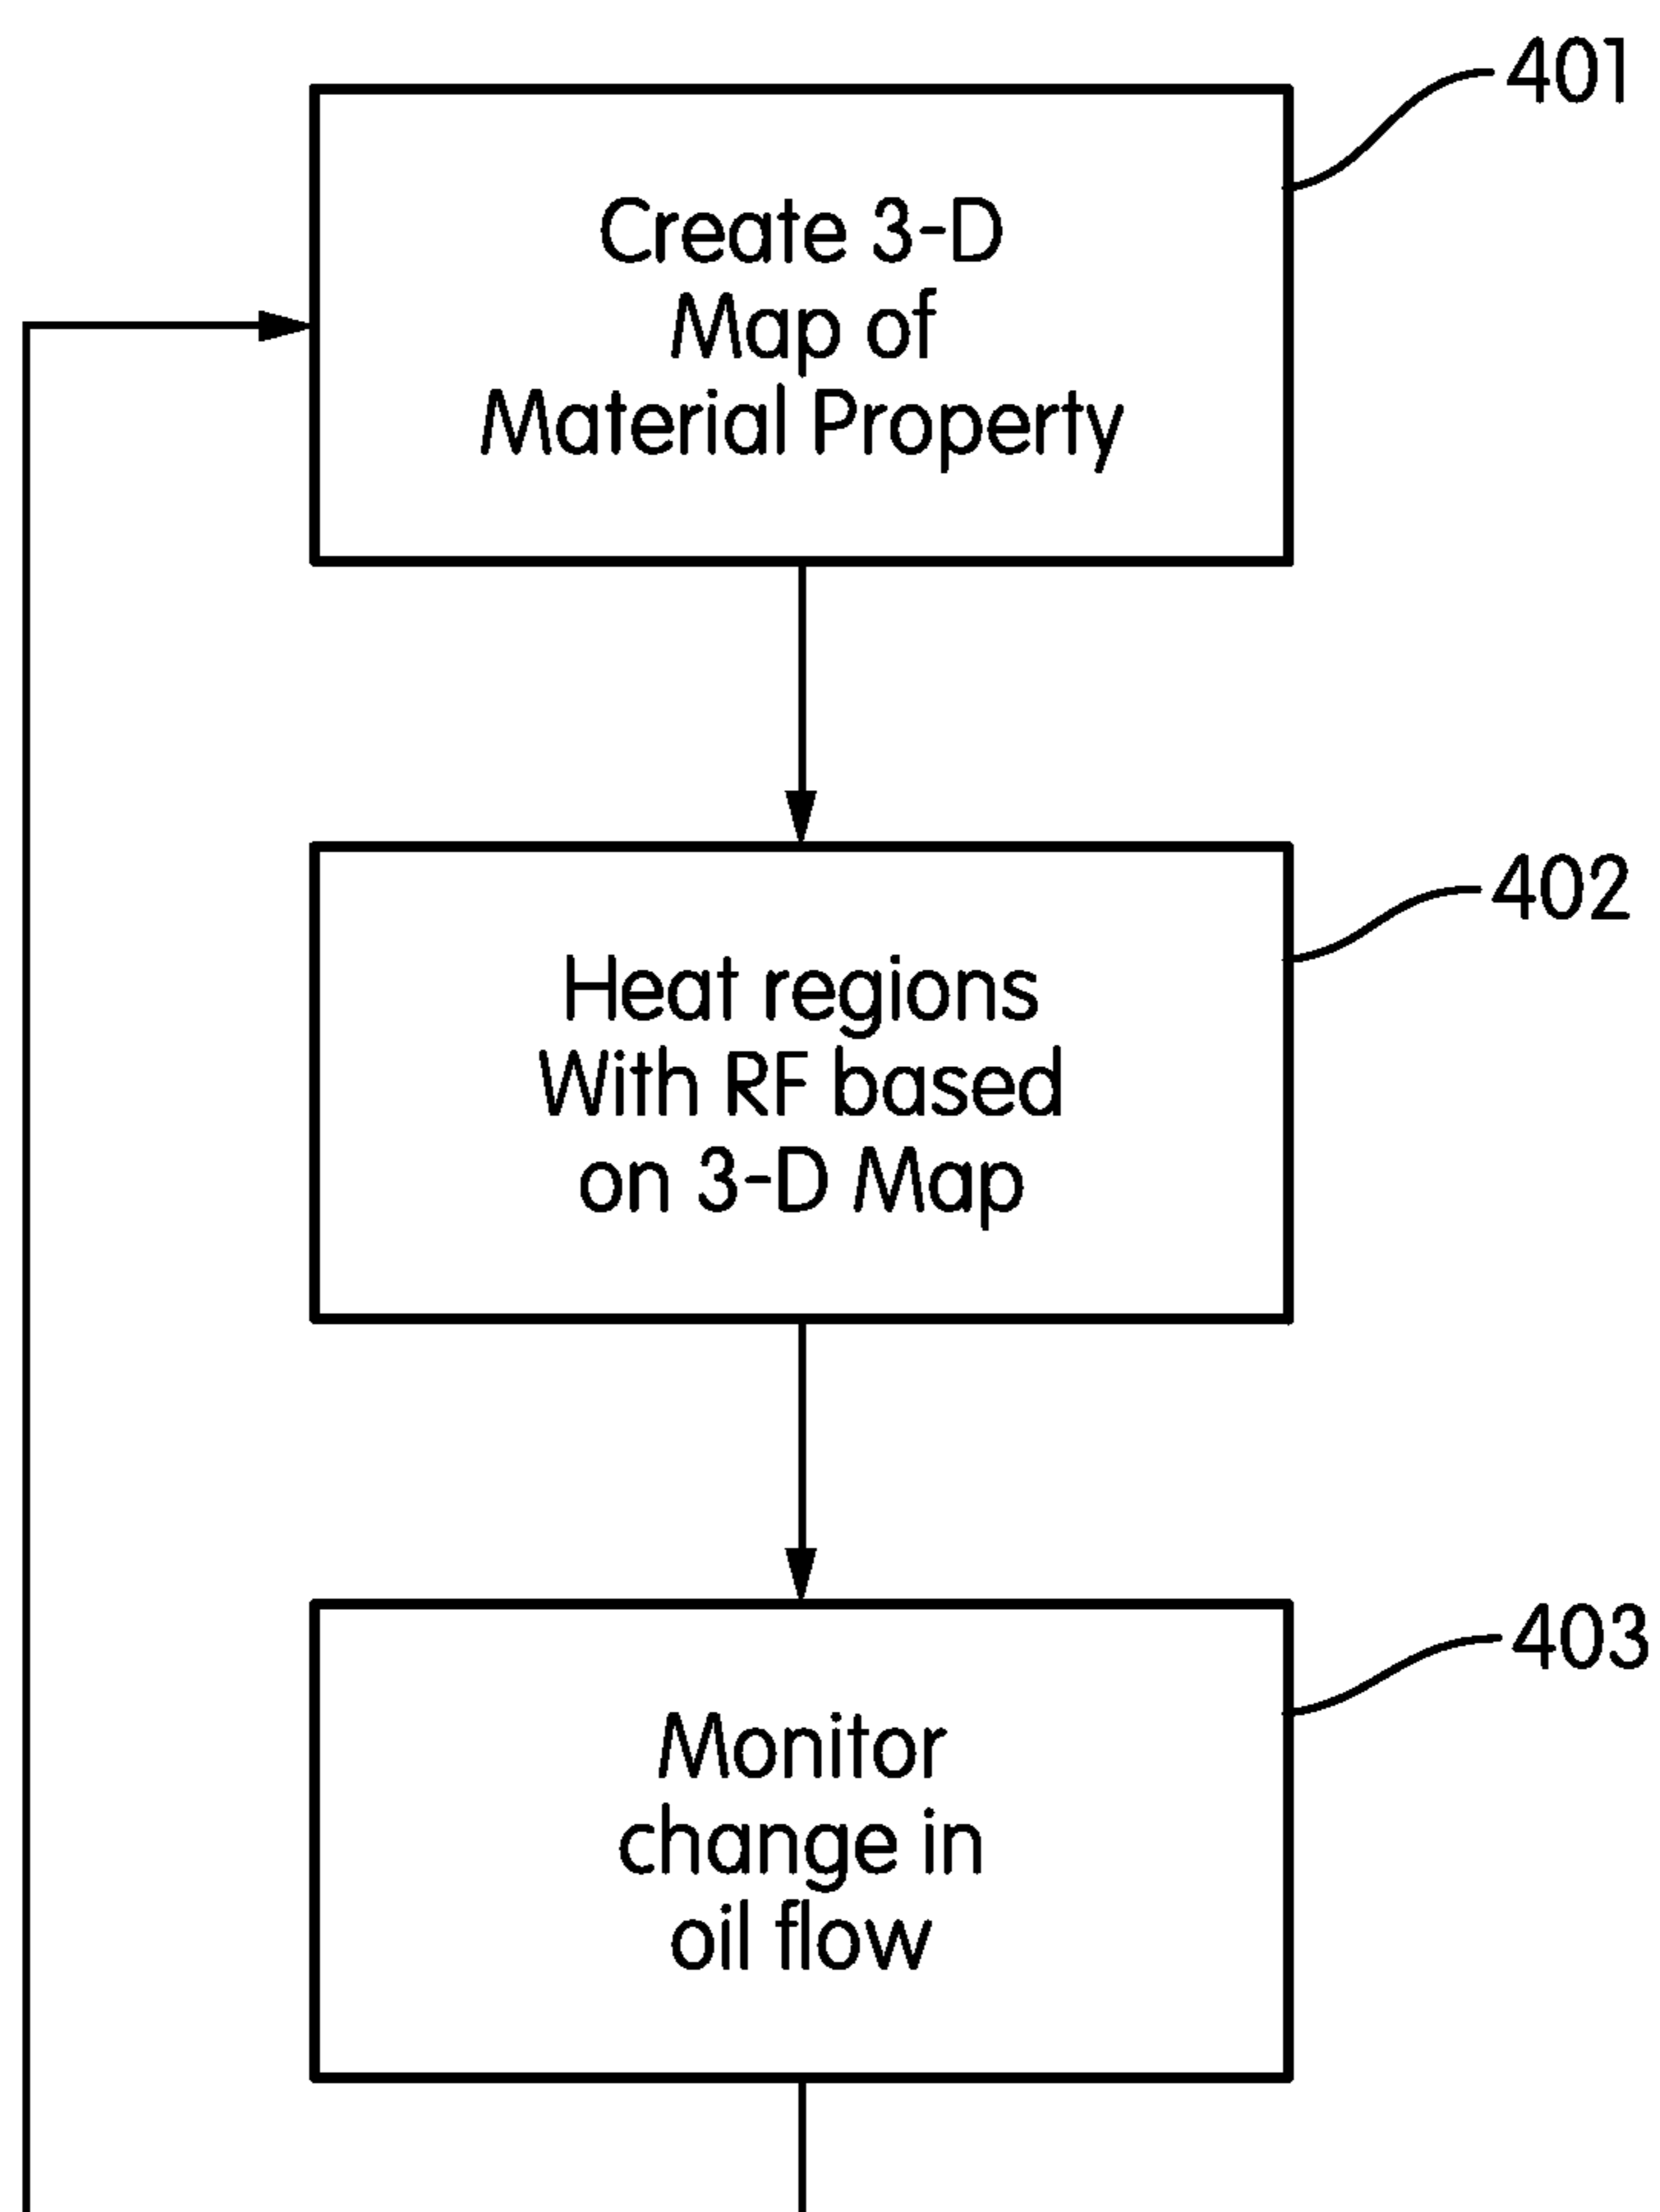 401
Create 3-D
Map of
Material Property
402
Heat regions
With RF based
on 3-D Map
403
Monitor
change in
oil flow